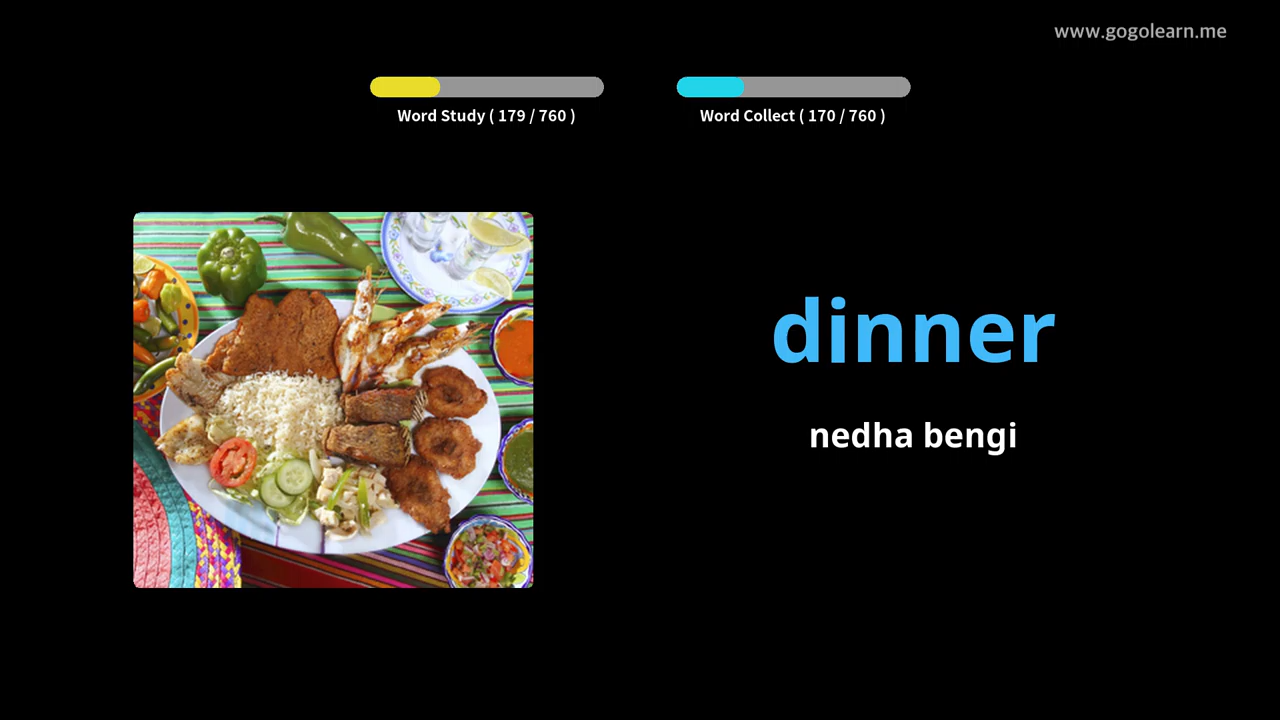 www.gogolearn.me
Word Study ( 179 / 760 )
Word Collect ( 170 / 760 )
dinner
nedha bengi